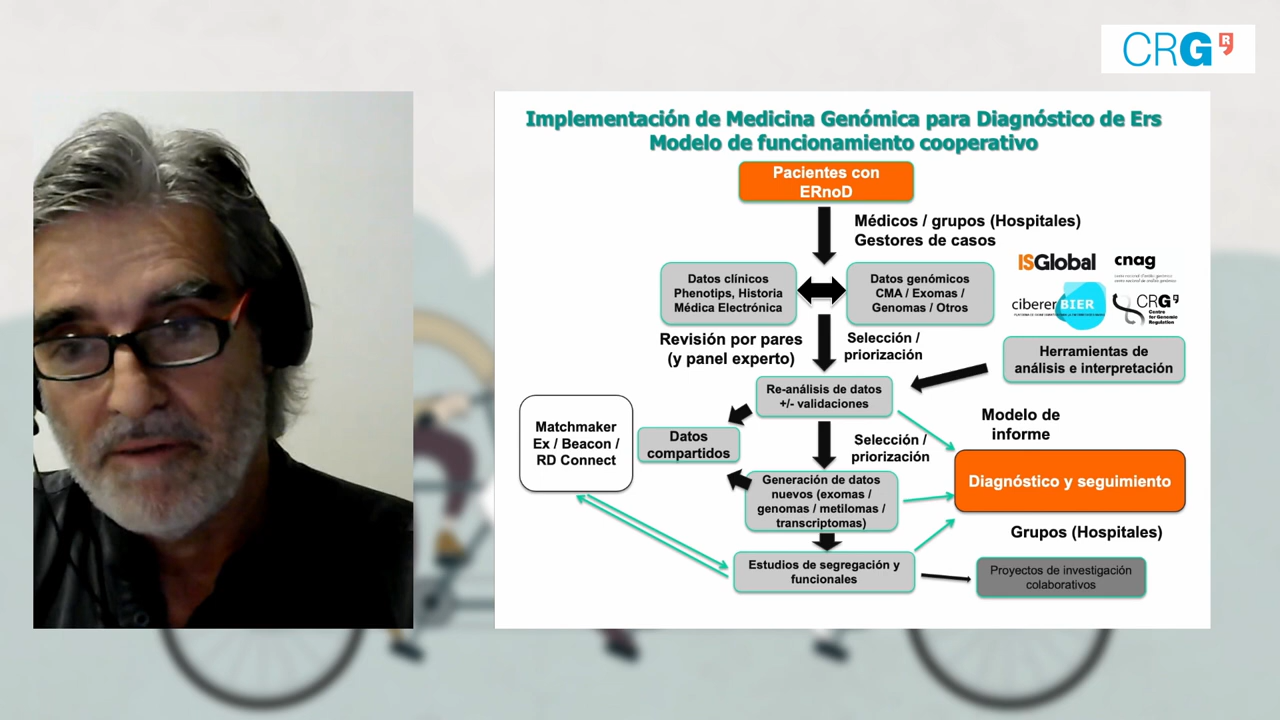 CRG
Implementación de Medicina Genómica para Diagnóstico de Ers
Modelo de funcionamiento cooperativo
Pacientes con
ERnoD
Médicos / grupos (Hospitales)
Gestores de casos
Datos clínicos
Phenotips, Historia
Médica Electrónica
Datos genómicos
CMA / Exomas /
Genomas / Otros
ISGlobal
cnag
ciberer BIER
CRG
Centre
for Genomic
Regulation
Revisión por pares
(y panel experto)
Selección /
priorización
Herramientas de
análisis e interpretación
Re-análisis de datos
+/- validaciones
Matchmaker
Ex / Beacon /
RD Connect
Datos
compartidos
Selección /
priorización
Modelo de
informe
Generación de datos
nuevos (exomas /
genomas / metilomas /
transcriptomas)
Diagnóstico y seguimiento
Grupos (Hospitales)
Estudios de segregación y
funcionales
Proyectos de investigación
colaborativos